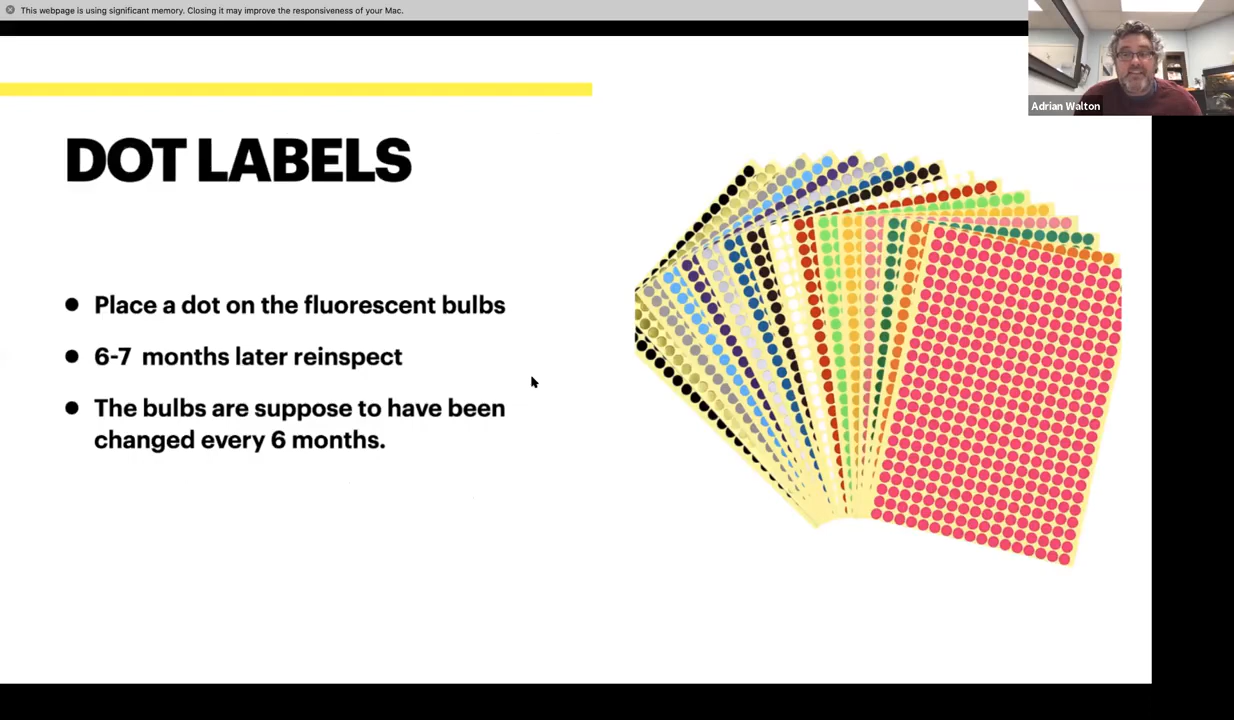 This webpage is using significant memory. Closing it may improve the responsiveness of your Mac.
Adrian Walton
DOT LABELS
● Place a dot on the fluorescent bulbs
● 6-7 months later reinspect
● The bulbs are suppose to have been
changed every 6 months.